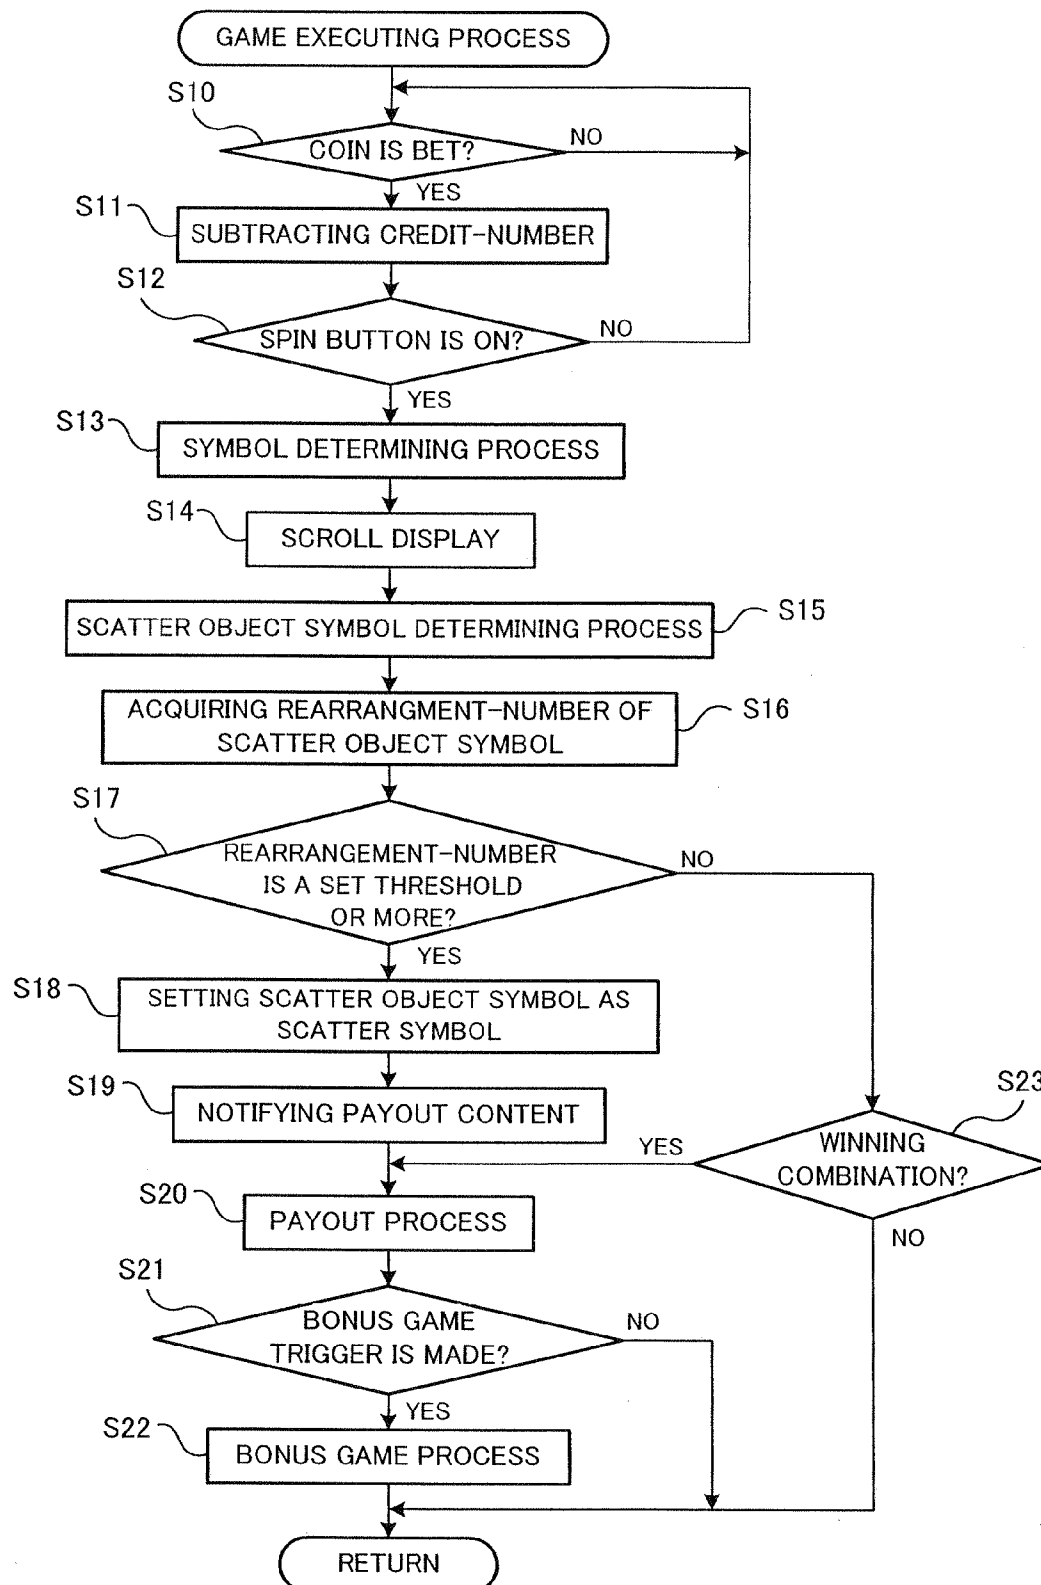 GAME EXECUTING PROCESS
S10
COIN IS BET?
NO
YES
S11
SUBTRACTING CREDIT-NUMBER
S12
SPIN BUTTON IS ON?
NO
YES
S13
SYMBOL DETERMINING PROCESS
S14
SCROLL DISPLAY
SCATTER OBJECT SYMBOL DETERMINING PROCESS
S15
ACQUIRING REARRANGMENT-NUMBER OF
SCATTER OBJECT SYMBOL
S16
S17
REARRANGEMENT-NUMBER
IS A SET THRESHOLD
OR MORE?
NO
YES
S18
SETTING SCATTER OBJECT SYMBOL AS
SCATTER SYMBOL
S19
NOTIFYING PAYOUT CONTENT
S23
WINNING
COMBINATION?
YES
NO
S20
PAYOUT PROCESS
S21
BONUS GAME
TRIGGER IS MADE?
NO
YES
S22
BONUS GAME PROCESS
RETURN